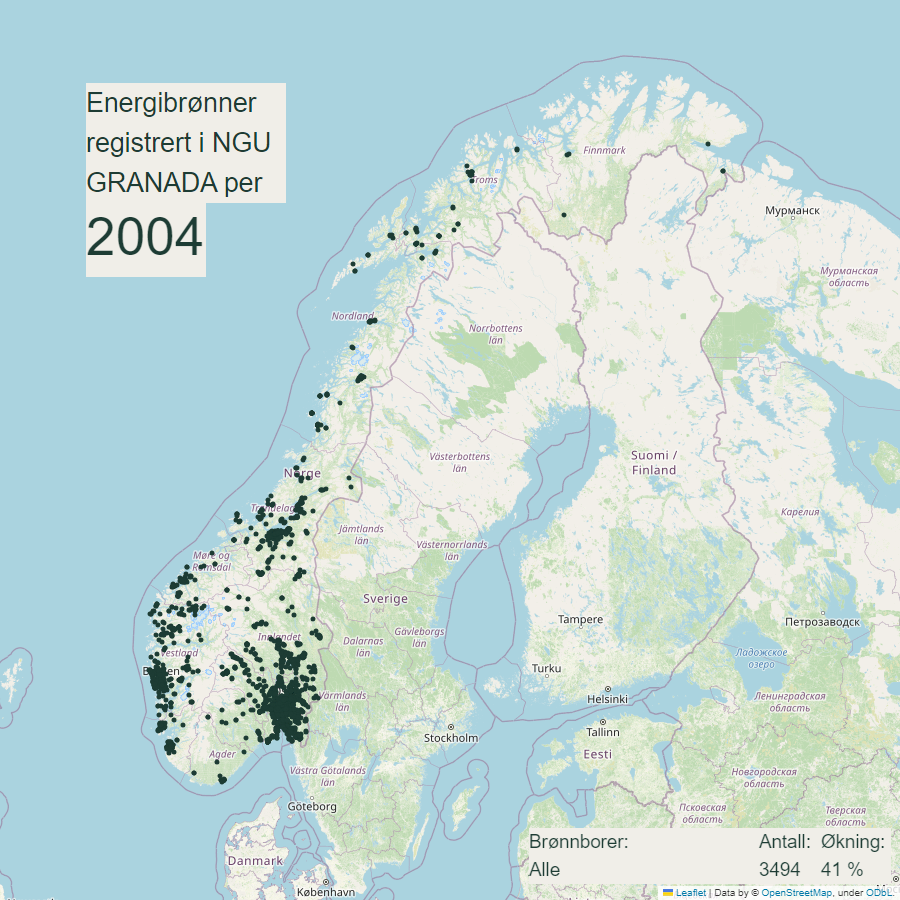 Energibrønner
registrert i NGU
GRANADA per
2004
Finnmark
Troms
Мурманск
Мурманская
область
Nordland
Norrbottens
län
Västerbottens
län
Suomi /
Finland
Norge
Trøndelag
Карелия
Jämtlands
län
Västernorrlands
län
Møre og
Romsdal
Sverige
Tampere
Петрозаводск
Innlandet
Dalarnas
län
Gävleborgs
län
Vestland
Bergen
Turku
Ладожское
озеро
Helsinki
Värmlands
län
Ленинградская
область
Stockholm
Tallinn
Eesti
Agder
Västra Götalands
län
Новгородская
область
Göteborg
Псковская
область
Тверская
область
Danmark
København
Brønnborer: Antall: Økning:
Alle 3494 41 %
Leaflet | Data by © OpenStreetMap, under ODbL.